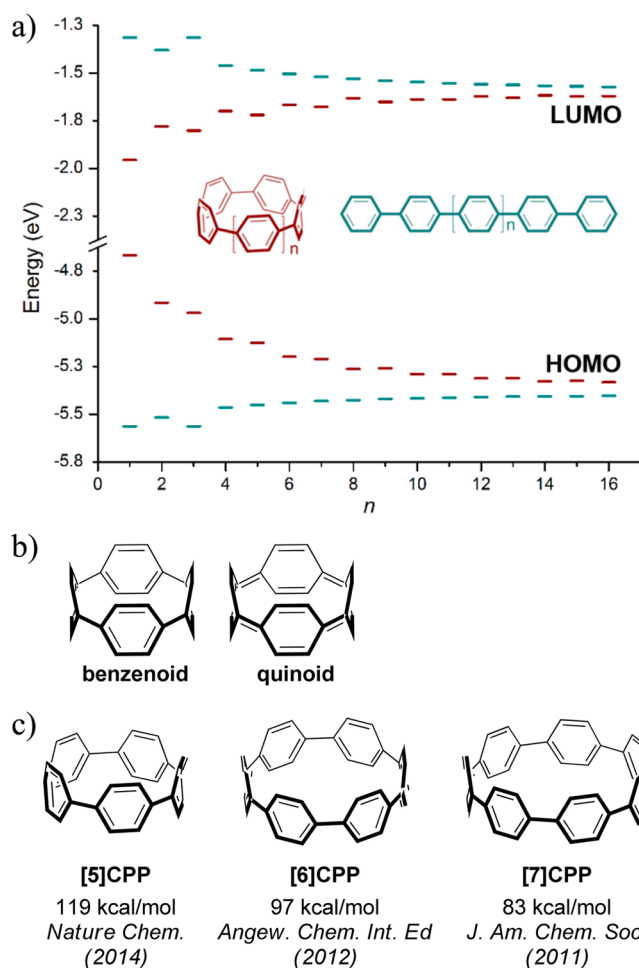 a)
-1.3
-1.5
-1.8
-2.0
-2.3
-4.8
-5.0
-5.3
-5.5
-5.8
Energy (eV)
LUMO
HOMO
n
n
0 2 4 6 8 10 12 14 16
n
b)
benzenoid quinoid
c)
[5]CPP [6]CPP [7]CPP
119 kcal/mol 97 kcal/mol 83 kcal/mol
Nature Chem. Angew. Chem. Int. Ed J. Am. Chem. Soc
(2014) (2012) (2011)